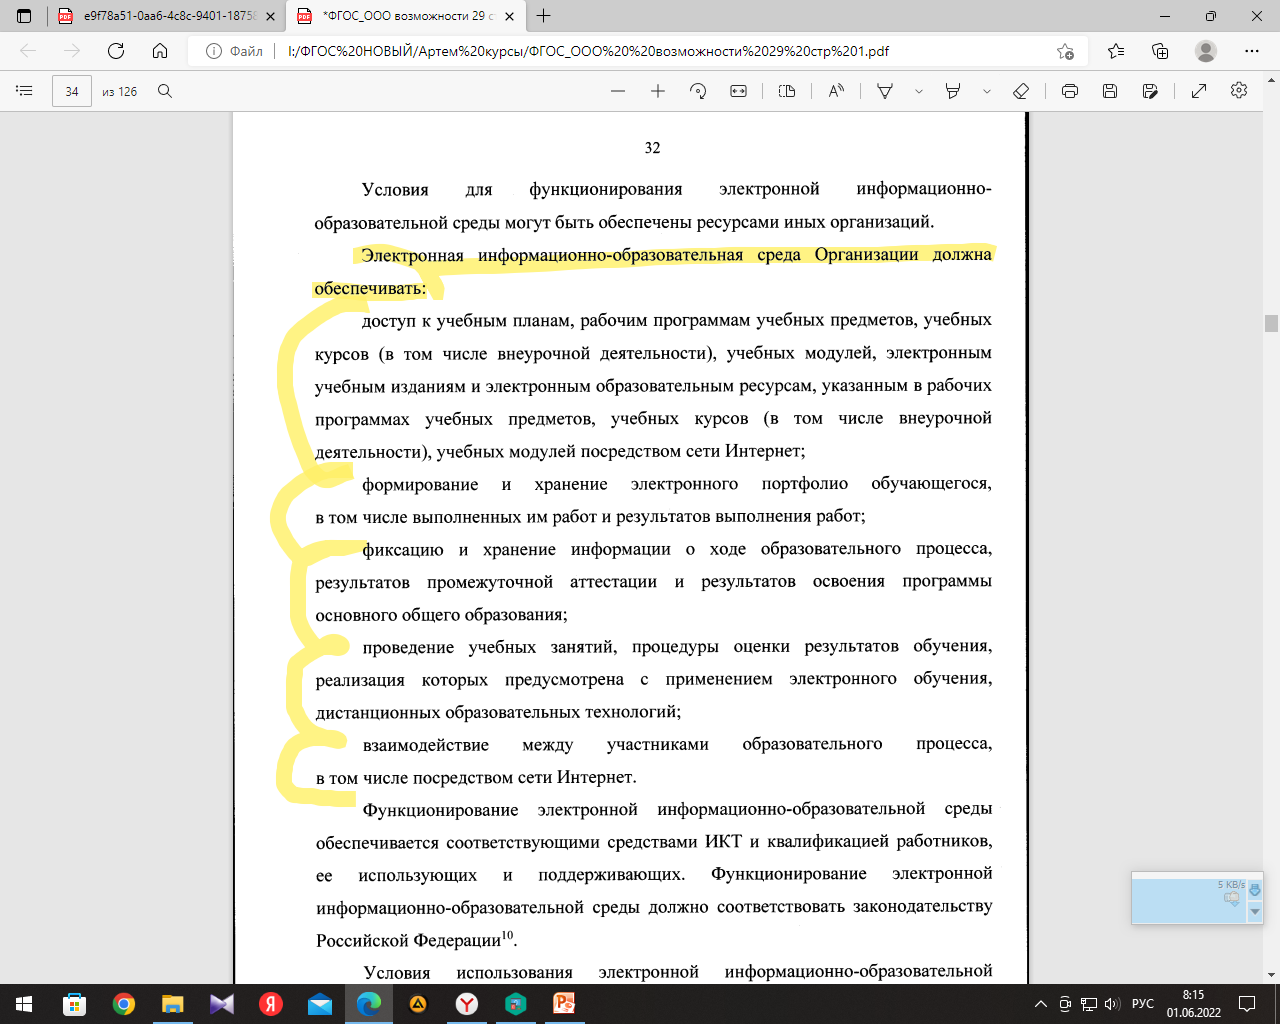 e9f78a51-0aa6-4c8c-9401-18758
*ФГОС_ООО возможности 29 с
Файл
I:/ФГОС%20НОВЫЙ/Артем%20курсы/ФГОС_ООО%20%20возможности%2029%20стр%201.pdf
34 из 126
32
Условия для функционирования электронной информационно-
образовательной среды могут быть обеспечены ресурсами иных организаций.
Электронная информационно-образовательная среда Организации должна
обеспечивать:
доступ к учебным планам, рабочим программам учебных предметов, учебных
курсов (в том числе внеурочной деятельности), учебных модулей, электронным
учебным изданиям и электронным образовательным ресурсам, указанным в рабочих
программах учебных предметов, учебных курсов (в том числе внеурочной
деятельности), учебных модулей посредством сети Интернет;
формирование и хранение электронного портфолио обучающегося,
в том числе выполненных им работ и результатов выполнения работ;
фиксацию и хранение информации о ходе образовательного процесса,
результатов промежуточной аттестации и результатов освоения программы
основного общего образования;
проведение учебных занятий, процедуры оценки результатов обучения,
реализация которых предусмотрена с применением электронного обучения,
дистанционных образовательных технологий;
взаимодействие между участниками образовательного процесса,
в том числе посредством сети Интернет.
Функционирование электронной информационно-образовательной среды
обеспечивается соответствующими средствами ИКТ и квалификацией работников,
ее использующих и поддерживающих. Функционирование электронной
информационно-образовательной среды должно соответствовать законодательству
Российской Федерации10.
Условия использования электронной информационно-образовательной
5 KB/s
РУС
8:15
01.06.2022